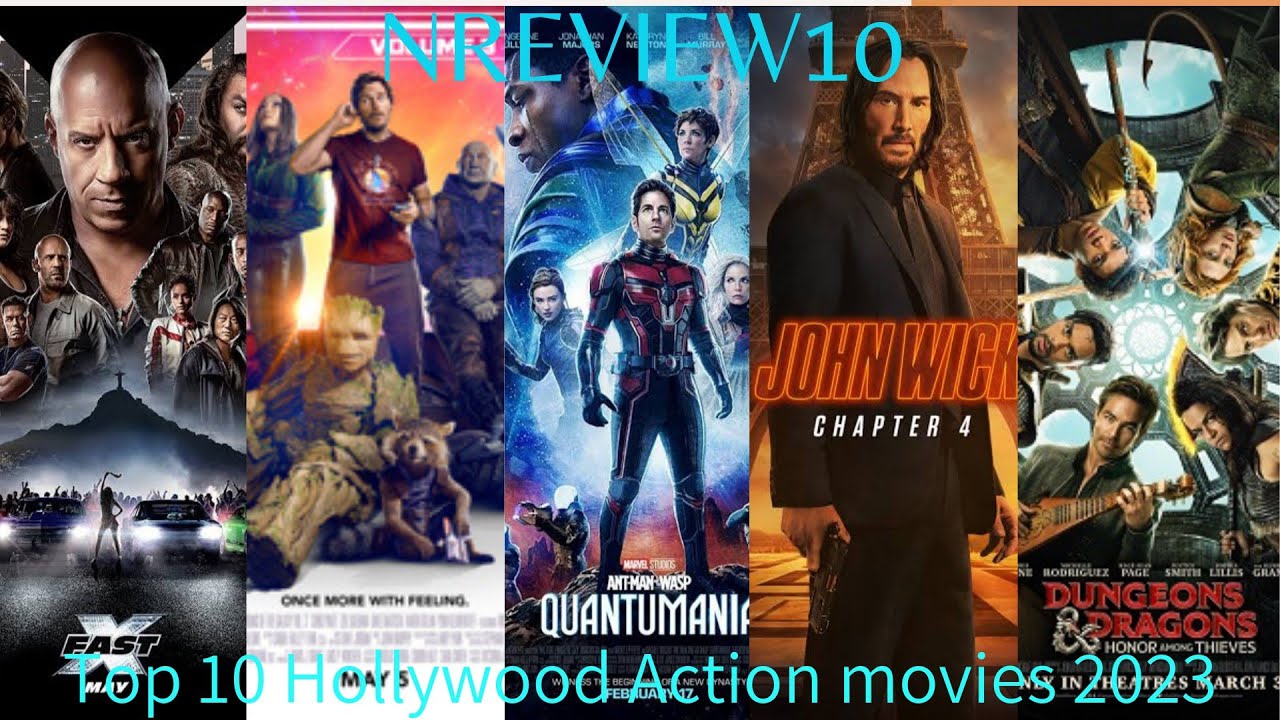 NREVIEW10
VOLUME 3
JONATHAN MAJORS
KATHRYN NEWTON
BILL MURRAY
JOHN WICK
CHAPTER 4
MARVEL STUDIOS
ANT-MAN AND THE WASP
QUANTUMANIA
FEBRUARY 17
ONCE MORE WITH FEELING.
MAY 5
FAST X
MAY
MICHELLE RODRIGUEZ
PAGE
SMITH
LILLIS
GRANT
DUNGEONS
& DRAGONS
HONOR AMONG THIEVES
ONLY IN THEATRES MARCH 3
Top 10 Hollywood Action movies 2023